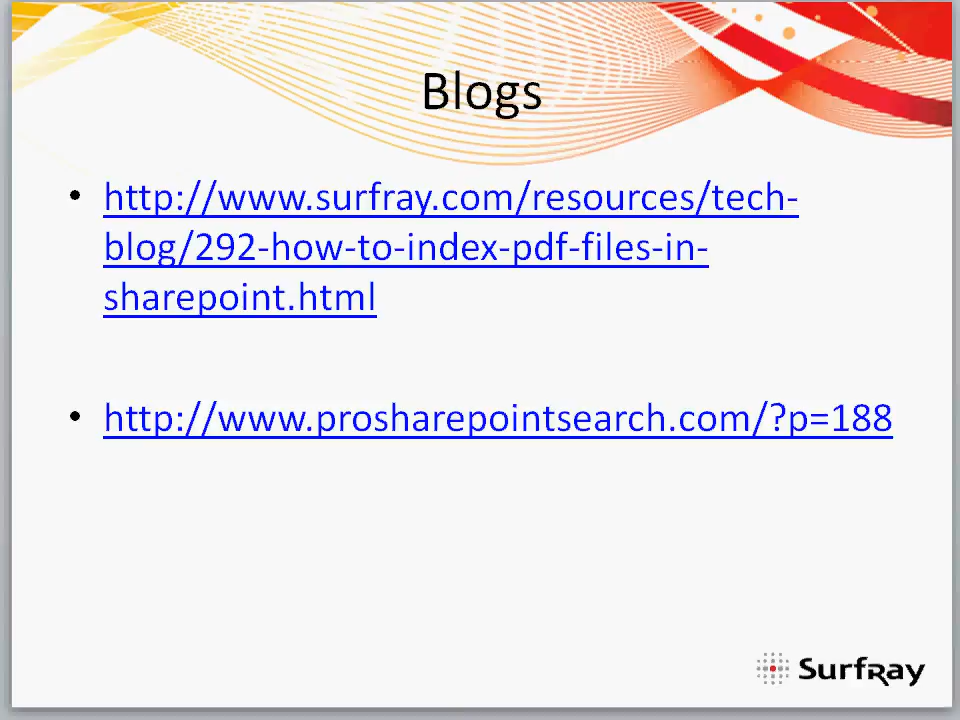 Blogs
• http://www.surfray.com/resources/tech-
blog/292-how-to-index-pdf-files-in-
sharepoint.html
• http://www.prosharepointsearch.com/?p=188
SurfRay